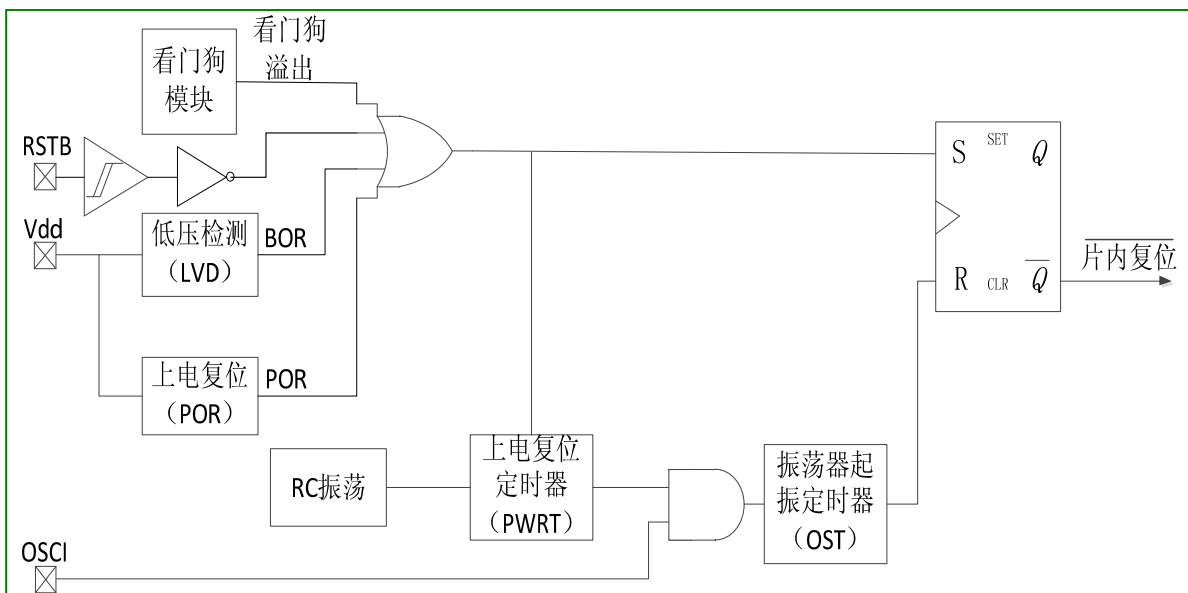 看门狗
模块
看门狗
溢出
RSTB
Vdd
低压检测
（LVD）
BOR
上电复位
（POR）
POR
RC振荡
上电复位
定时器
（PWRT）
振荡器起
振定时器
（OST）
OSCI
S SET Q
R CLR Q
片内复位